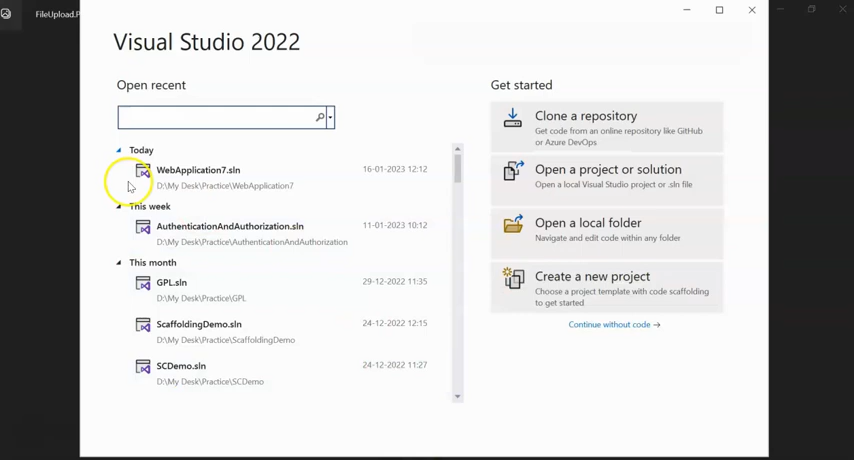 FileUpload.P
Visual Studio 2022
Open recent
Today
WebApplication7.sln
16-01-2023 12:12
D:\My Desk\Practice\WebApplication7
This week
AuthenticationAndAuthorization.sln
11-01-2023 10:12
D:\My Desk\Practice\AuthenticationAndAuthorization
This month
GPL.sln
29-12-2022 11:35
D:\My Desk\Practice\GPL
ScaffoldingDemo.sln
24-12-2022 12:15
D:\My Desk\Practice\ScaffoldingDemo
SCDemo.sln
24-12-2022 11:27
D:\My Desk\Practice\SCDemo
Get started
Clone a repository
Get code from an online repository like GitHub
or Azure DevOps
Open a project or solution
Open a local Visual Studio project or .sln file
Open a local folder
Navigate and edit code within any folder
Create a new project
Choose a project template with code scaffolding
to get started
Continue without code →